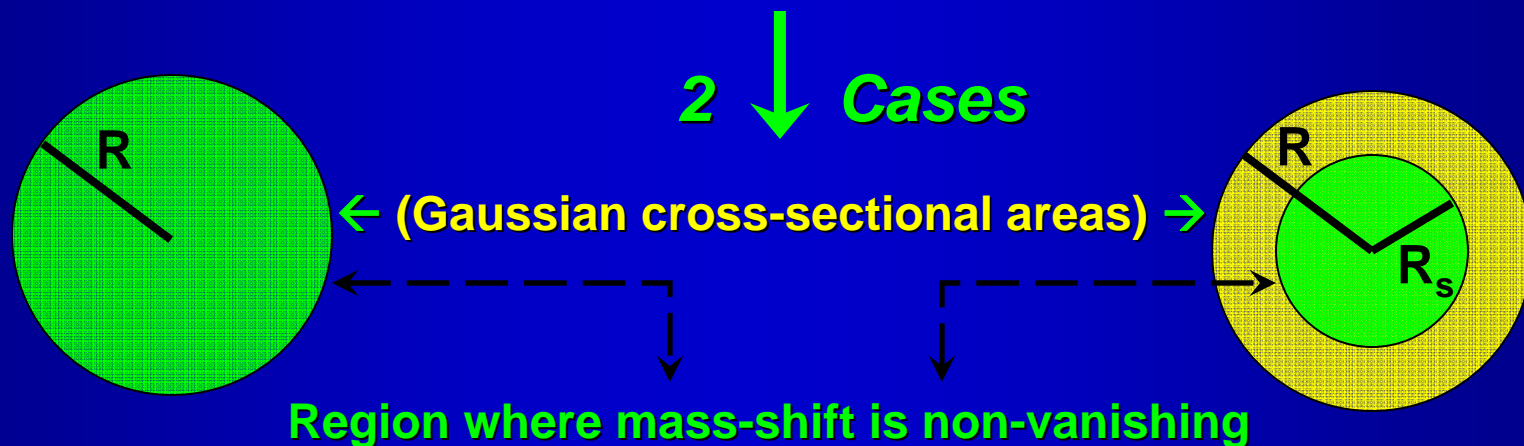 2 ↓ Cases
R
R
← (Gaussian cross-sectional areas) →
Rₛ
Region where mass-shift is non-vanishing